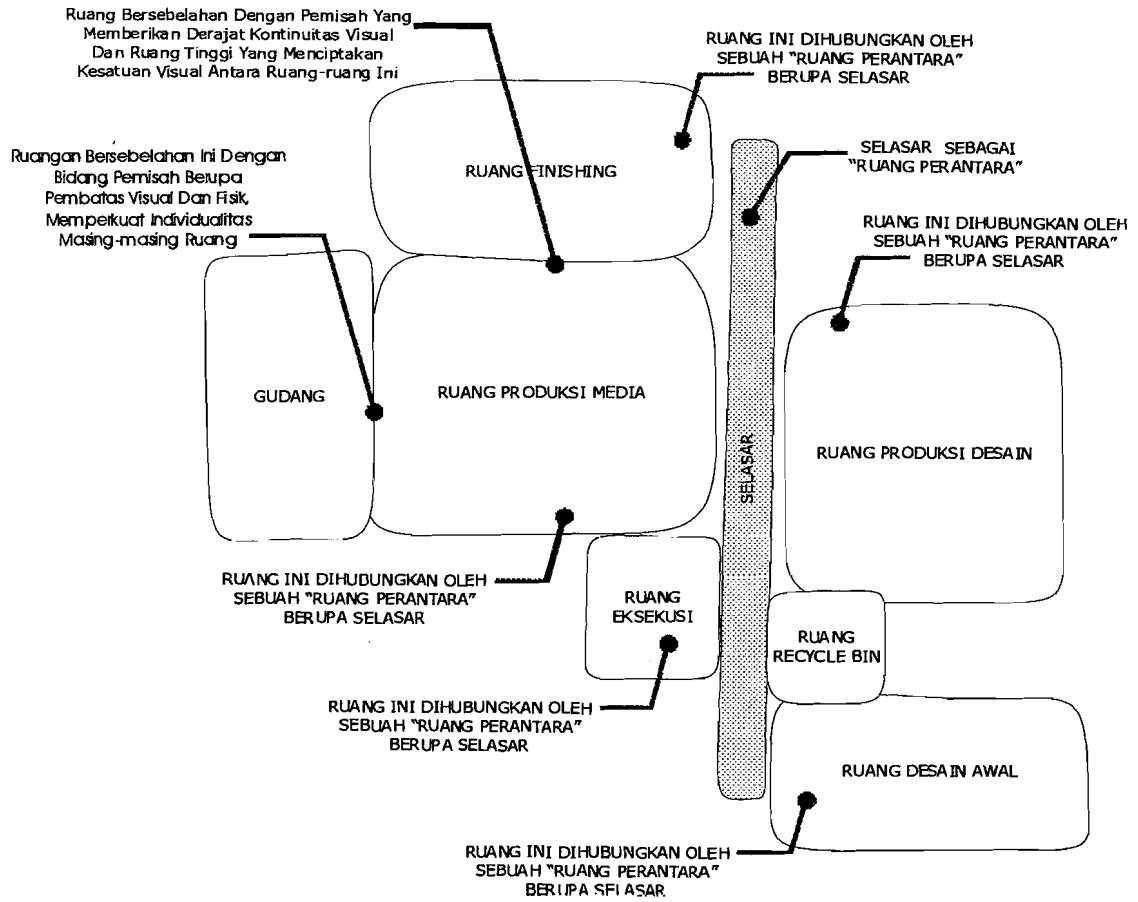 Ruang Bersebelahan Dengan Pemisah Yang
Memberikan Derajat Kontinuitas Visual
Dan Ruang Tinggi Yang Menciptakan
Kesatuan Visual Antara Ruang-ruang Ini
RUANG INI DIHUBUNGKAN OLEH
SEBUAH "RUANG PERANTARA"
BERUPA SELASAR
Ruangan Bersebelahan Ini Dengan
Bidang Pemisah Berupa
Pembatas Visual Dan Fisik,
Memperkuat Individualitas
Masing-masing Ruang
RUANG FINISHING
SELASAR SEBAGAI
"RUANG PERANTARA"
RUANG INI DIHUBUNGKAN OLEH
SEBUAH "RUANG PERANTARA"
BERUPA SELASAR
GUDANG
RUANG PRODUKSI MEDIA
SELASAR
RUANG PRODUKSI DESAIN
RUANG INI DIHUBUNGKAN OLEH
SEBUAH "RUANG PERANTARA"
BERUPA SELASAR
RUANG
EKSEKUSI
RUANG
RECYCLE BIN
RUANG INI DIHUBUNGKAN OLEH
SEBUAH "RUANG PERANTARA"
BERUPA SELASAR
RUANG DESAIN AWAL
RUANG INI DIHUBUNGKAN OLEH
SEBUAH "RUANG PERANTARA"
BERUPA SELASAR